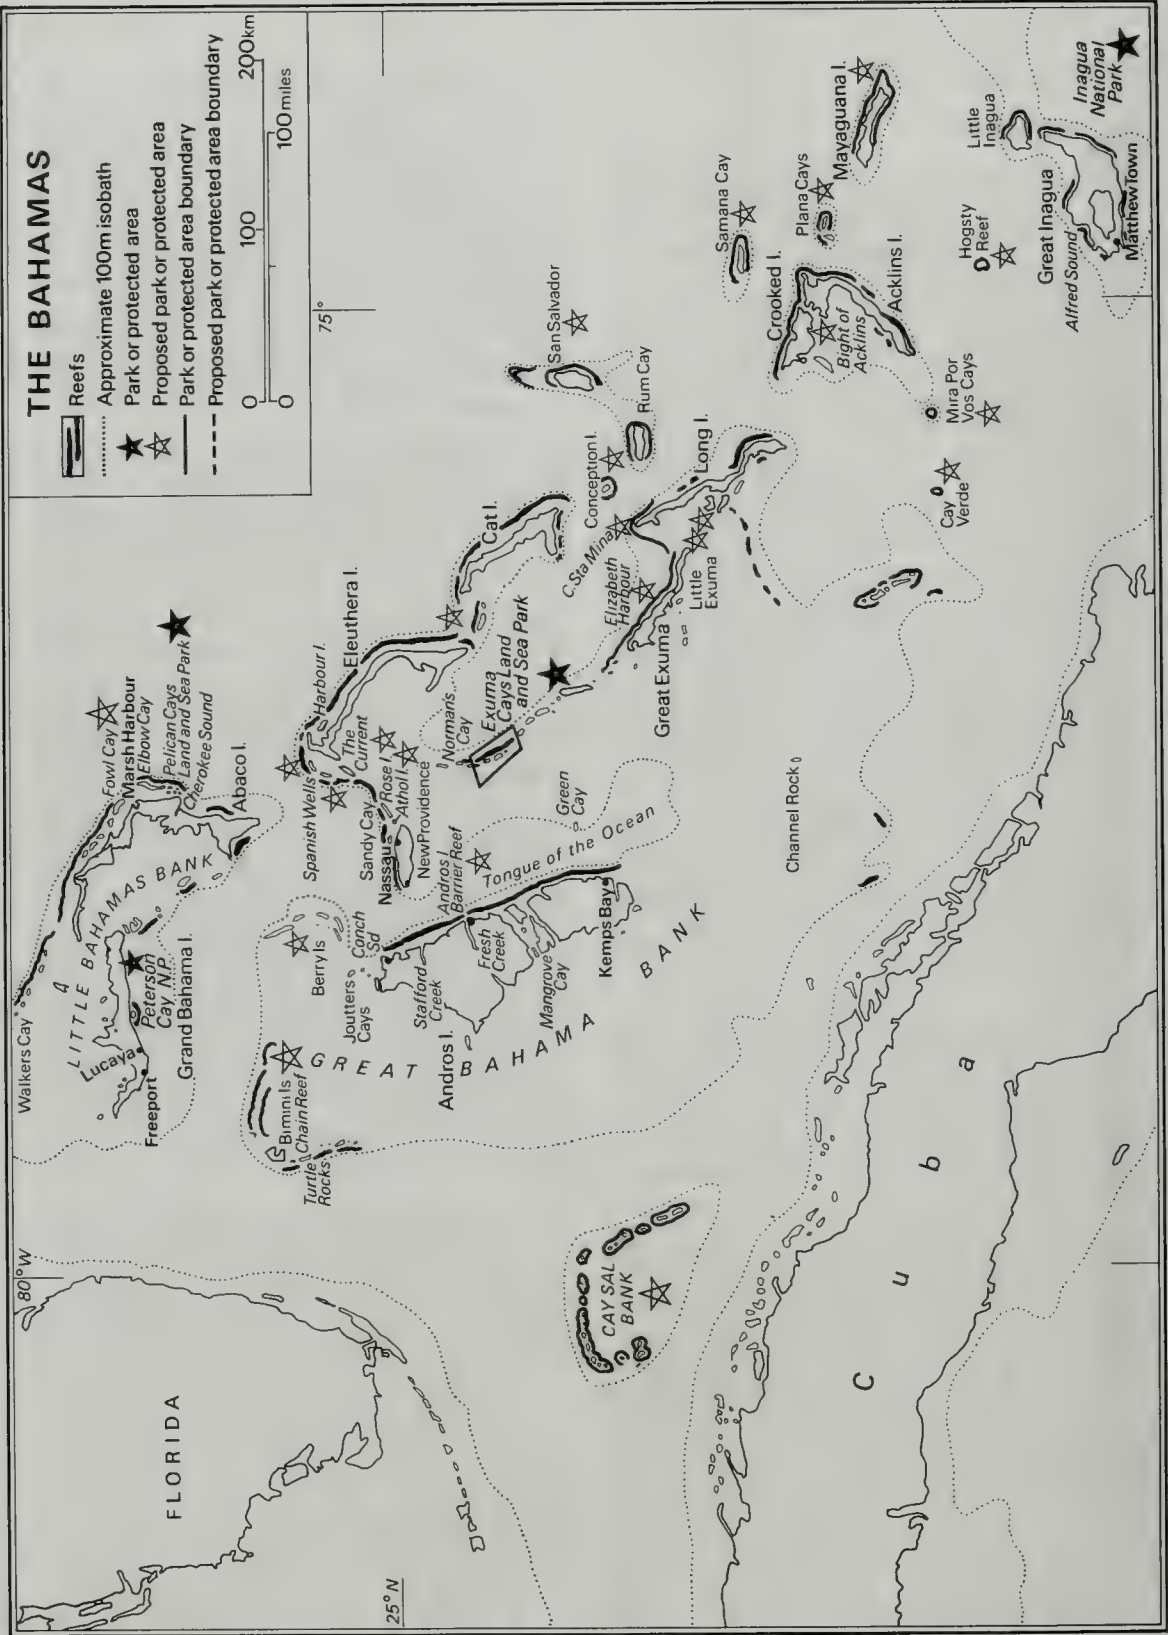 THE BAHAMAS
Reefs
Approximate 100m isobath
Park or protected area
Proposed park or protected area
Park or protected area boundary
Proposed park or protected area boundary
0 100 200km
0 100miles
80°W
75°
25°N
FLORIDA
Walkers Cay
LITTLE BAHAMAS BANK
Lucaya
Freeport
Peterson
Cay N.P.
Grand Bahama I.
Fowl Cay
Marsh Harbour
Elbow Cay
Pelican Cays
Land and Sea Park
Cherokee Sound
Abaco I.
Bimini Is
Chain Reef
Turtle
Rocks
GREAT BAHAMA
BANK
Berry Is
Joutters
Cays
Conch
Sd
Stafford
Creek
Andros I.
Fresh
Creek
Mangrove
Cay
Kemps Bay
Andros I
Barrier Reef
Tongue of the Ocean
Green
Cay
Spanish Wells
Harbour I.
The
Current
Eleuthera I.
Sandy Cay
Nassau
Rose I.
Athol I.
New Providence
Norman's
Cay
Exuma
Cays Land
and Sea Park
Cat I.
San Salvador
Rum Cay
Conception I.
C.Sta Mina
Elizabeth
Harbour
Great Exuma
Little
Exuma
Long I.
Samana Cay
Plana Cays
Mayaguana I.
Crooked I.
Bight of
Acklins
Acklins I.
Mira Por
Vos Cays
Cay
Verde
Hogsty
Reef
Little
Inagua
Great Inagua
Alfred Sound
Matthew Town
Inagua
National
Park
Channel Rock
CAY SAL
BANK
C u b a